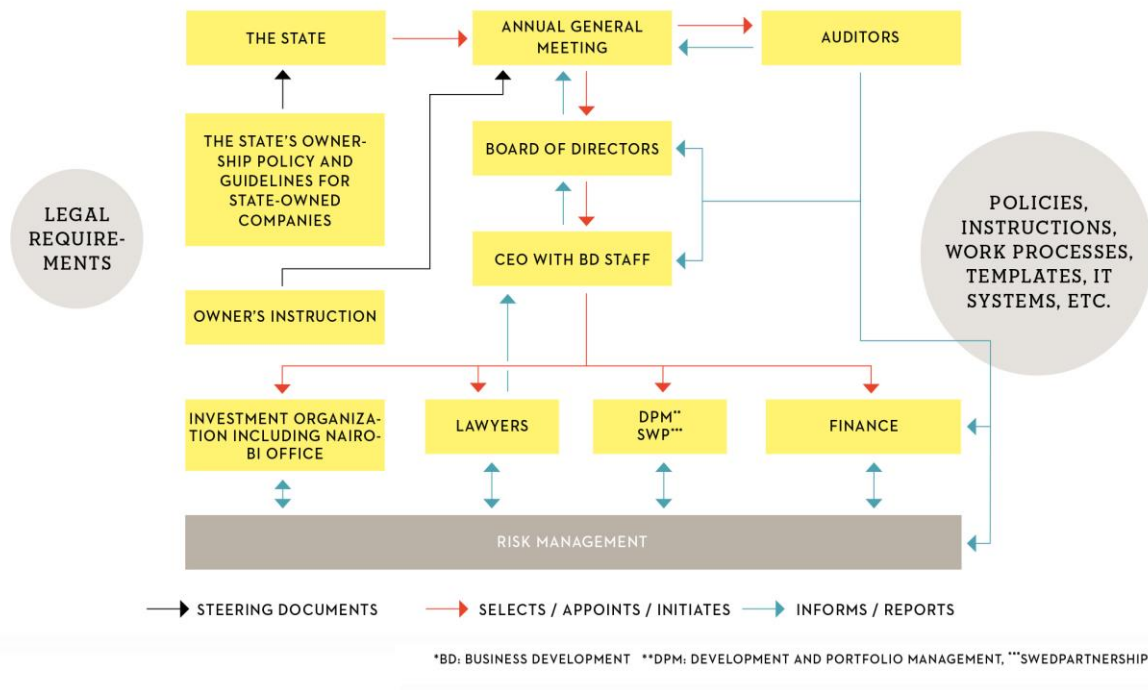 THE STATE
ANNUAL GENERAL
MEETING
AUDITORS
THE STATE'S OWNER-
SHIP POLICY AND
GUIDELINES FOR
STATE-OWNED
COMPANIES
BOARD OF DIRECTORS
LEGAL
REQUIRE-
MENTS
POLICIES,
INSTRUCTIONS,
WORK PROCESSES,
TEMPLATES, IT
SYSTEMS, ETC.
CEO WITH BD STAFF
OWNER'S INSTRUCTION
INVESTMENT ORGANIZA-
TION INCLUDING NAIRO-
BI OFFICE
LAWYERS
DPM**
SWP***
FINANCE
RISK MANAGEMENT
STEERING DOCUMENTS
SELECTS / APPOINTS / INITIATES
INFORMS / REPORTS
*BD: BUSINESS DEVELOPMENT **DPM: DEVELOPMENT AND PORTFOLIO MANAGEMENT, ***SWEDPARTNERSHIP